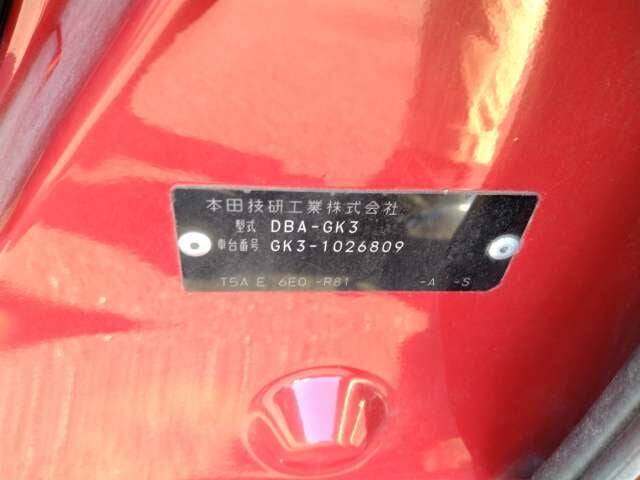 本田技研工業株式会社
型式 DBA-GK3
車台番号 GK3-1026809
T5A E 6E0 -R81 -A -S